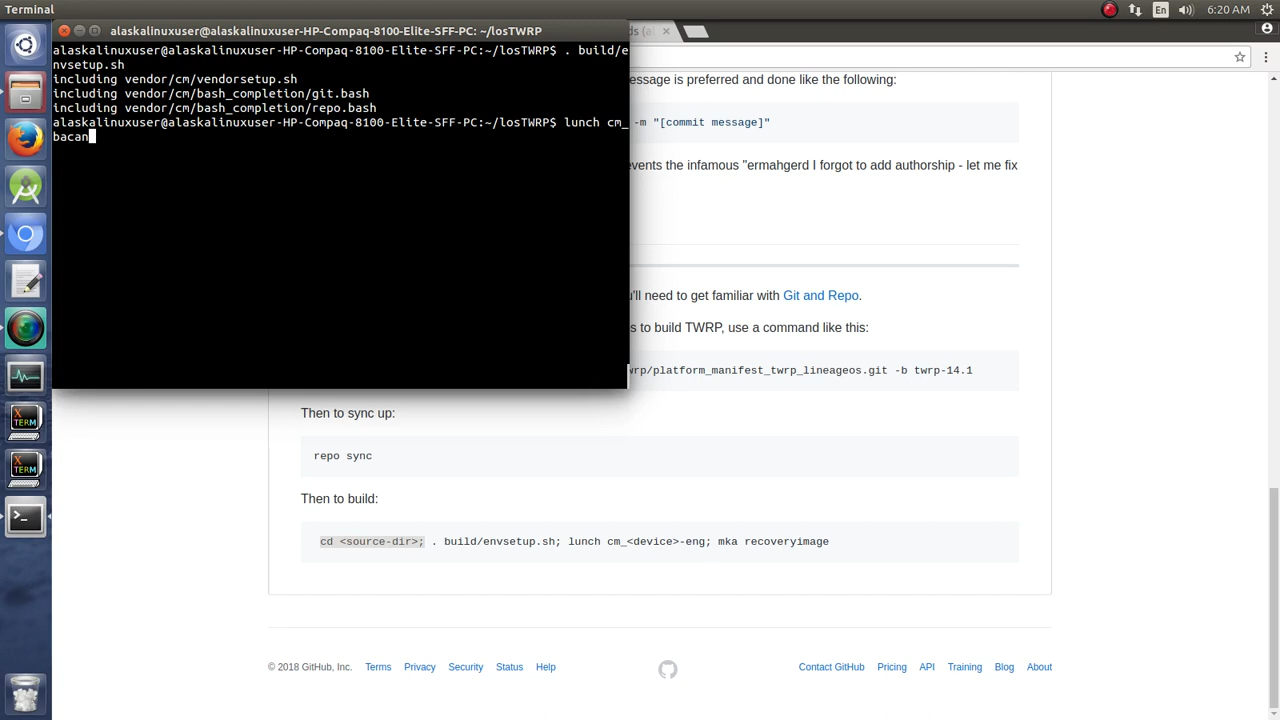 Terminal
En
6:20 AM
alaskalinuxuser@alaskalinuxuser-HP-Compaq-8100-Elite-SFF-PC: ~/losTWRP
ds (al
alaskalinuxuser@alaskalinuxuser-HP-Compaq-8100-Elite-SFF-PC:~/losTWRP$ . build/e
nvsetup.sh
including vendor/cm/vendorsetup.sh
including vendor/cm/bash_completion/git.bash
including vendor/cm/bash_completion/repo.bash
alaskalinuxuser@alaskalinuxuser-HP-Compaq-8100-Elite-SFF-PC:~/losTWRP$ lunch cm_
bacan
essage is preferred and done like the following:
-m "[commit message]"
events the infamous "ermahgerd I forgot to add authorship - let me fix
u'll need to get familiar with Git and Repo.
s to build TWRP, use a command like this:
wrp/platform_manifest_twrp_lineageos.git -b twrp-14.1
Then to sync up:
repo sync
Then to build:
cd <source-dir>; . build/envsetup.sh; lunch cm_<device>-eng; mka recoveryimage
X
TERM
X
TERM
>_
© 2018 GitHub, Inc. Terms Privacy Security Status Help
Contact GitHub Pricing API Training Blog About